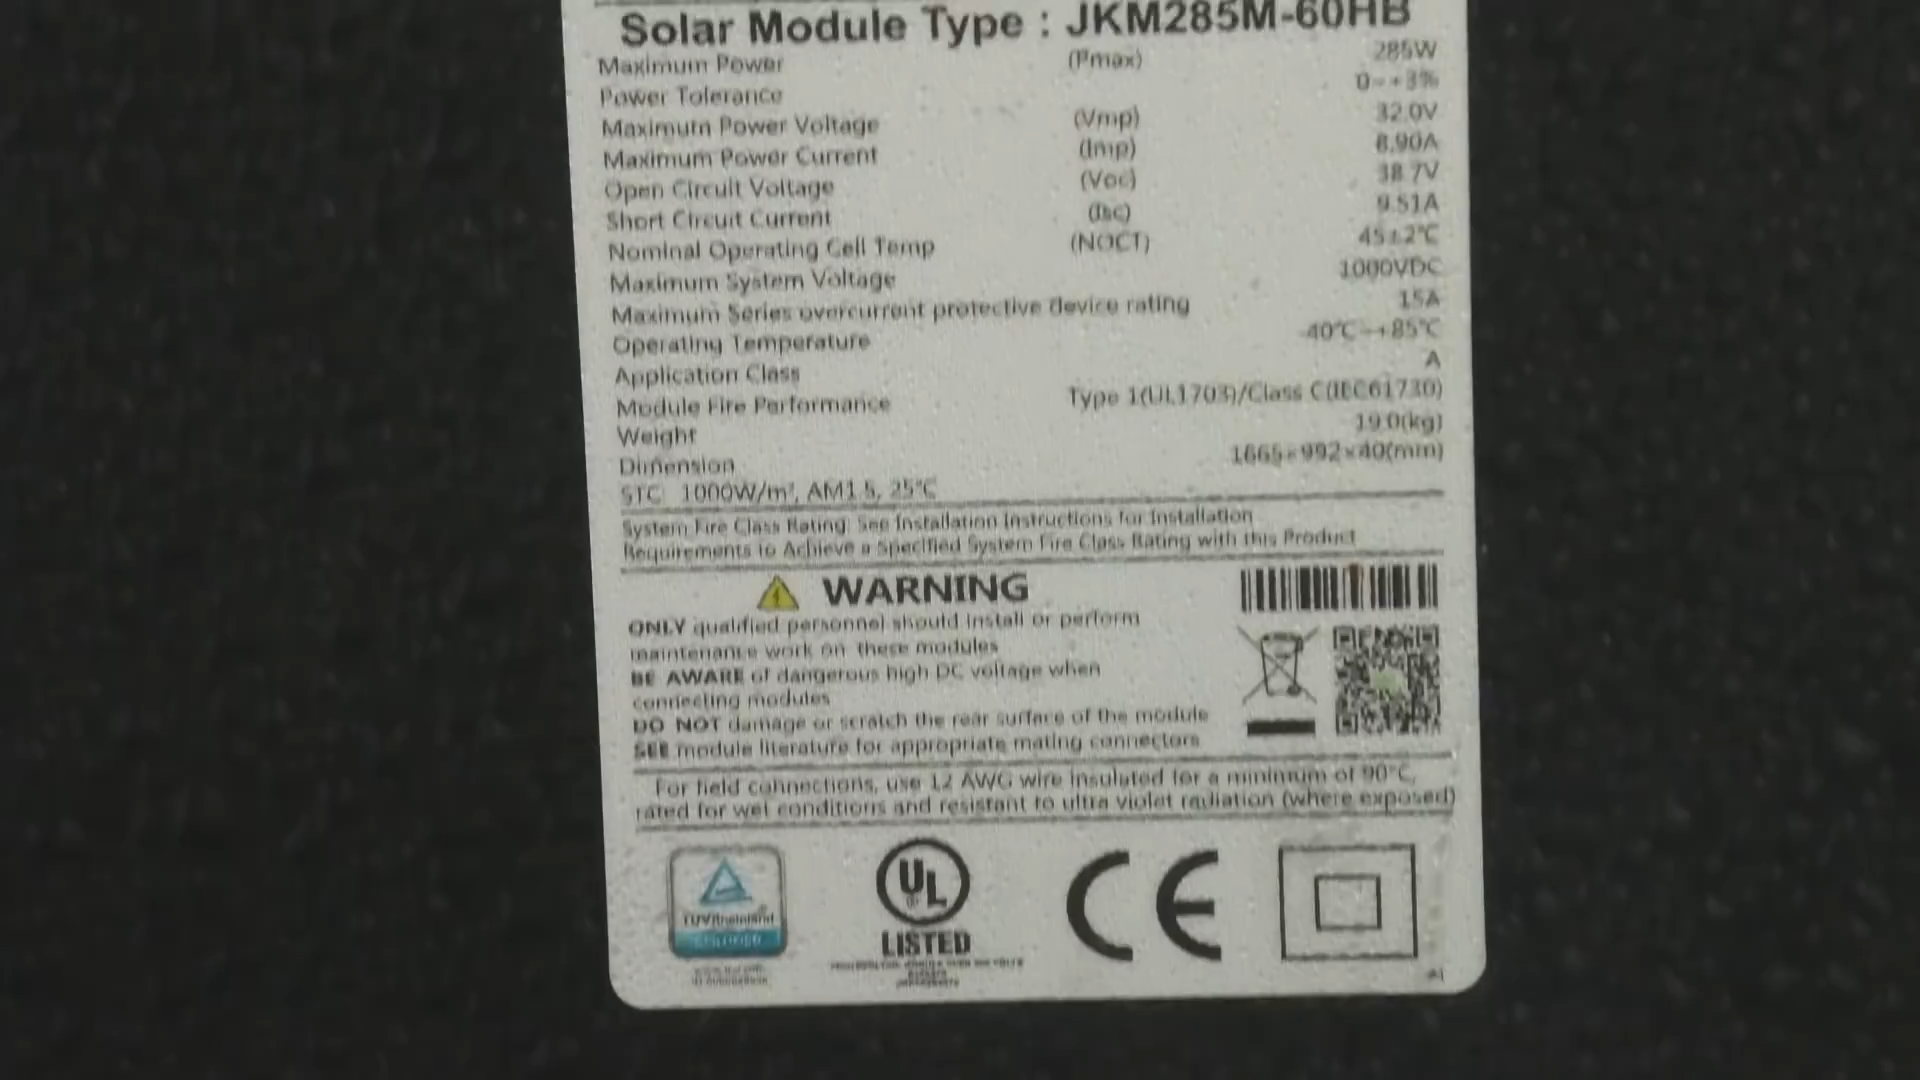 Solar Module Type : JKM285M-60HB
Maximum Power (Pmax) 285W
Power Tolerance 0~+3%
Maximum Power Voltage (Vmp) 32.0V
Maximum Power Current (Imp) 8.90A
Open Circuit Voltage (Voc) 38.7V
Short Circuit Current (Isc) 9.51A
Nominal Operating Cell Temp (NOCT) 45±2℃
Maximum System Voltage 1000VDC
Maximum Series overcurrent protective device rating 15A
Operating Temperature -40℃~+85℃
Application Class A
Module Fire Performance Type 1(UL1703)/Class C(IEC61730)
Weight 19.0(kg)
Dimension 1665×992×40(mm)
STC 1000W/m², AM1.5, 25℃
System Fire Class Rating: See Installation Instructions for Installation
Requirements to Achieve a Specified System Fire Class Rating with this Product
WARNING
ONLY qualified personnel should install or perform
maintenance work on these modules
BE AWARE of dangerous high DC voltage when
connecting modules
DO NOT damage or scratch the rear surface of the module
SEE module literature for appropriate mating connectors
For field connections, use 12 AWG wire insulated for a minimum of 90℃,
rated for wet conditions and resistant to ultra violet radiation (where exposed)
TÜVRheinland
CERTIFIED
UL
LISTED
CE